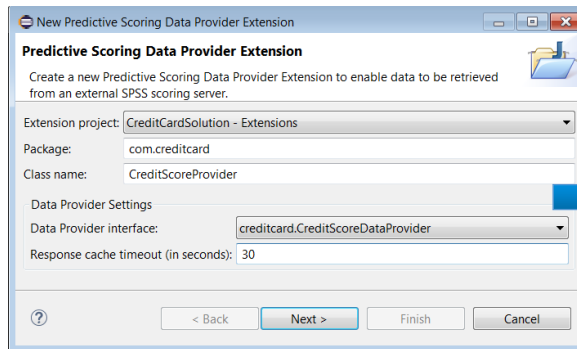 New Predictive Scoring Data Provider Extension
Predictive Scoring Data Provider Extension
Create a new Predictive Scoring Data Provider Extension to enable data to be retrieved
from an external SPSS scoring server.
Extension project: CreditCardSolution - Extensions
Package: com.creditcard
Class name: CreditScoreProvider
Data Provider Settings
Data Provider interface: creditcard.CreditScoreDataProvider
Response cache timeout (in seconds): 30
? < Back Next > Finish Cancel